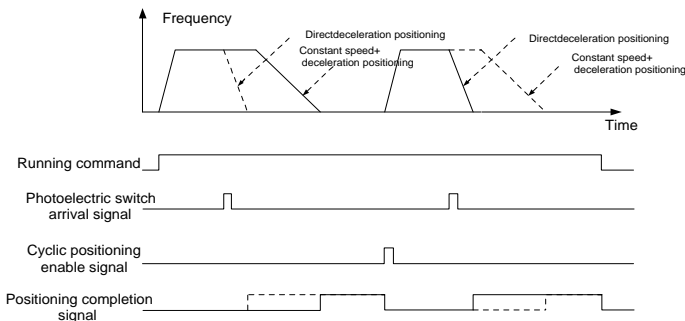 Frequency
Directdeceleration positioning
Constant speed+
deceleration positioning
Directdeceleration positioning
Constant speed+
deceleration positioning
Time
Running command
Photoelectric switch
arrival signal
Cyclic positioning
enable signal
Positioning completion
signal